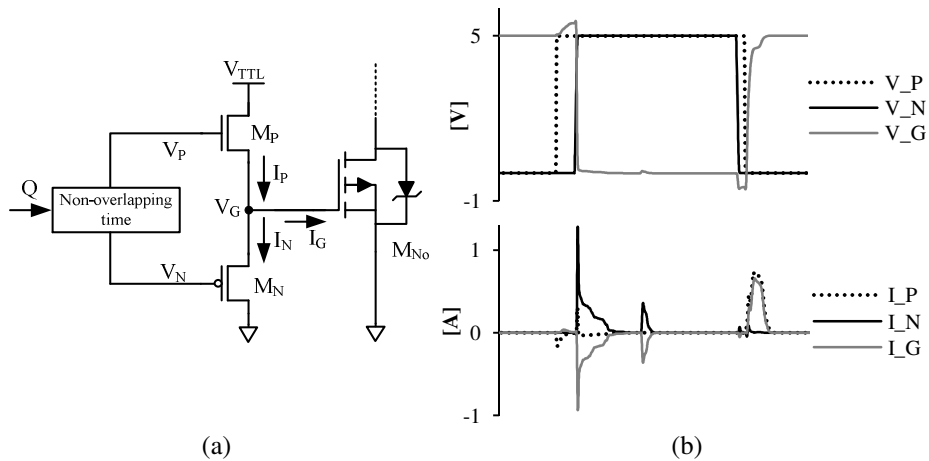 V_TTL
M_P
V_P
I_P
Q
Non-overlapping
time
V_G
I_N
I_G
M_No
V_N
M_N
(a)
5
[V]
-1
V_P
V_N
V_G
1
[A]
0
-1
I_P
I_N
I_G
(b)